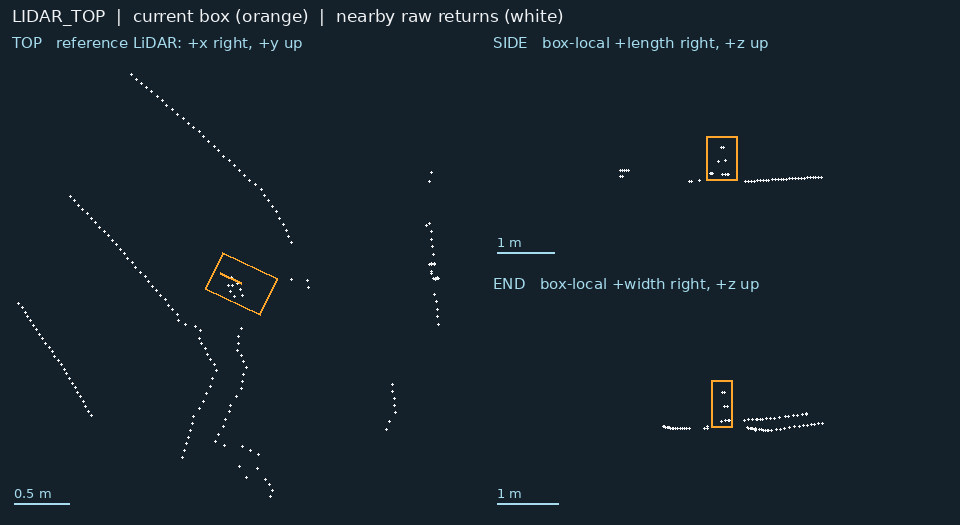 LIDAR_TOP  |  current box (orange)  |  nearby raw returns (white)
TOP   reference LiDAR: +x right, +y up
SIDE   box-local +length right, +z up
1 m
END   box-local +width right, +z up
0.5 m
1 m